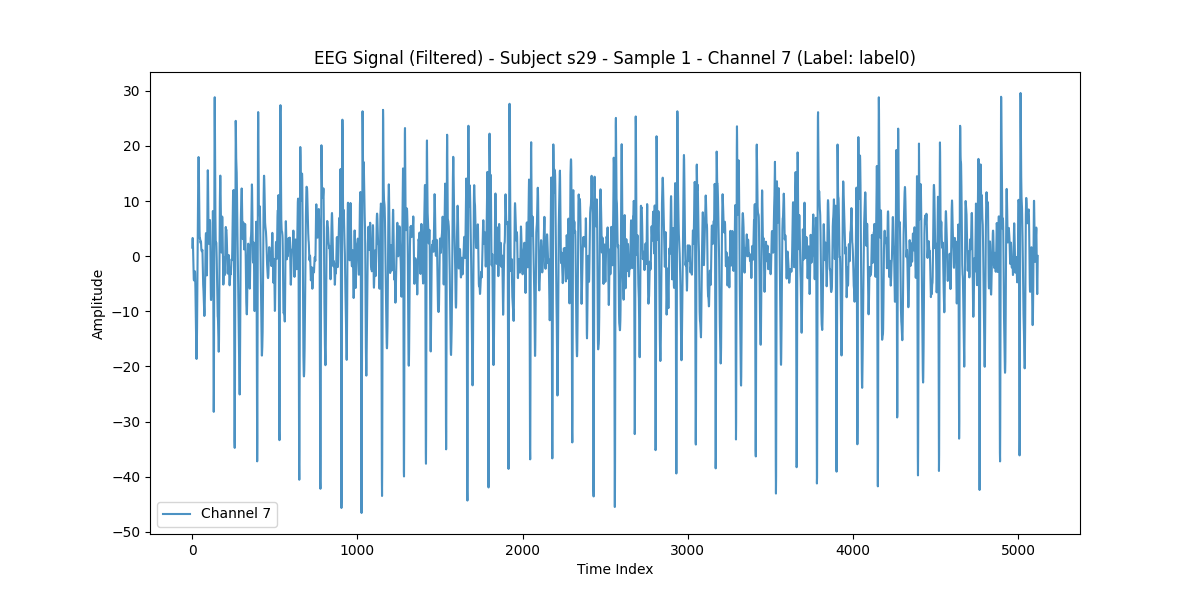 EEG Signal (Filtered) - Subject s29 - Sample 1 - Channel 7 (Label: label0)
30
20
10
0
−10
−20
−30
−40
−50
Amplitude
Channel 7
0 1000 2000 3000 4000 5000
Time Index